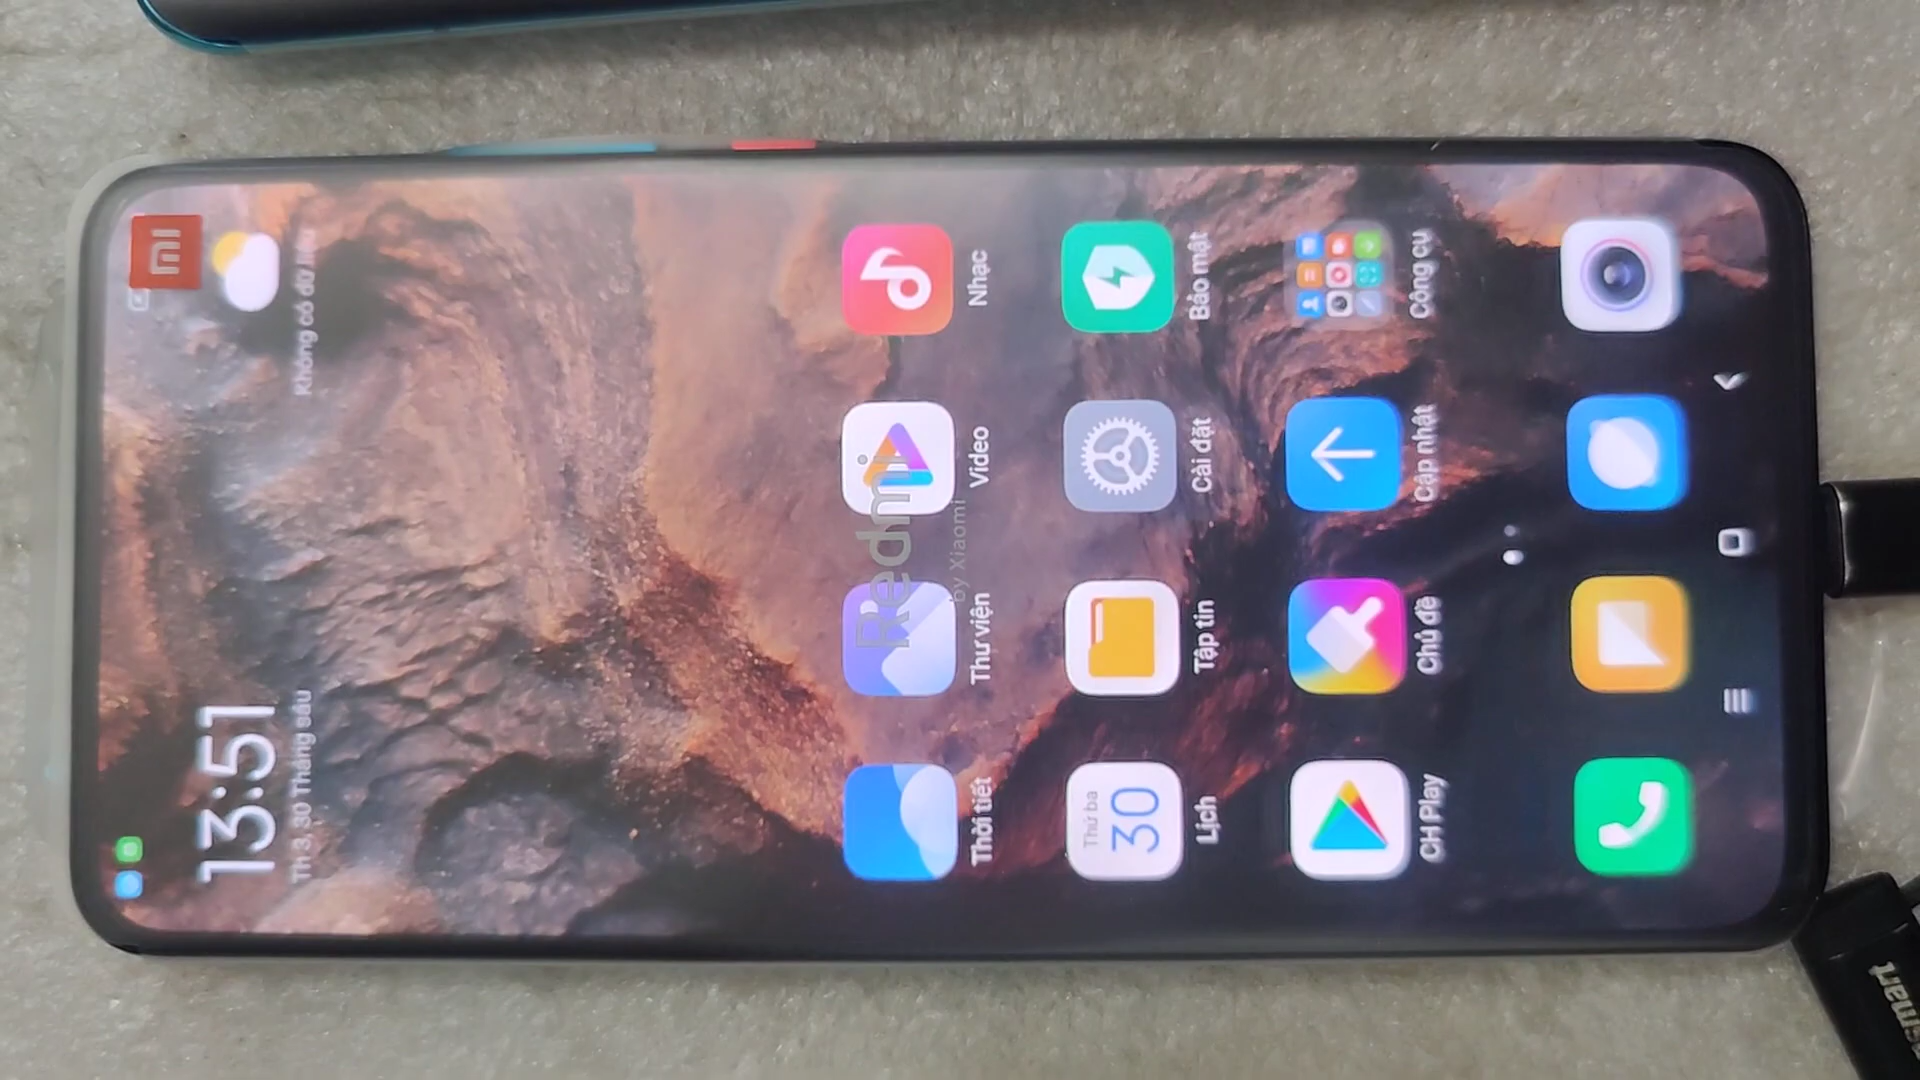 13:51
Th 3, 30 Tháng sáu
Không có dữ liệu
Thời tiết
Thư viện
Video
Nhạc
Thứ ba
30
Lịch
Tập tin
Cài đặt
Bảo mật
CH Play
Chủ đề
Cập nhật
Công cụ
Redmi
by Xiaomi
smart